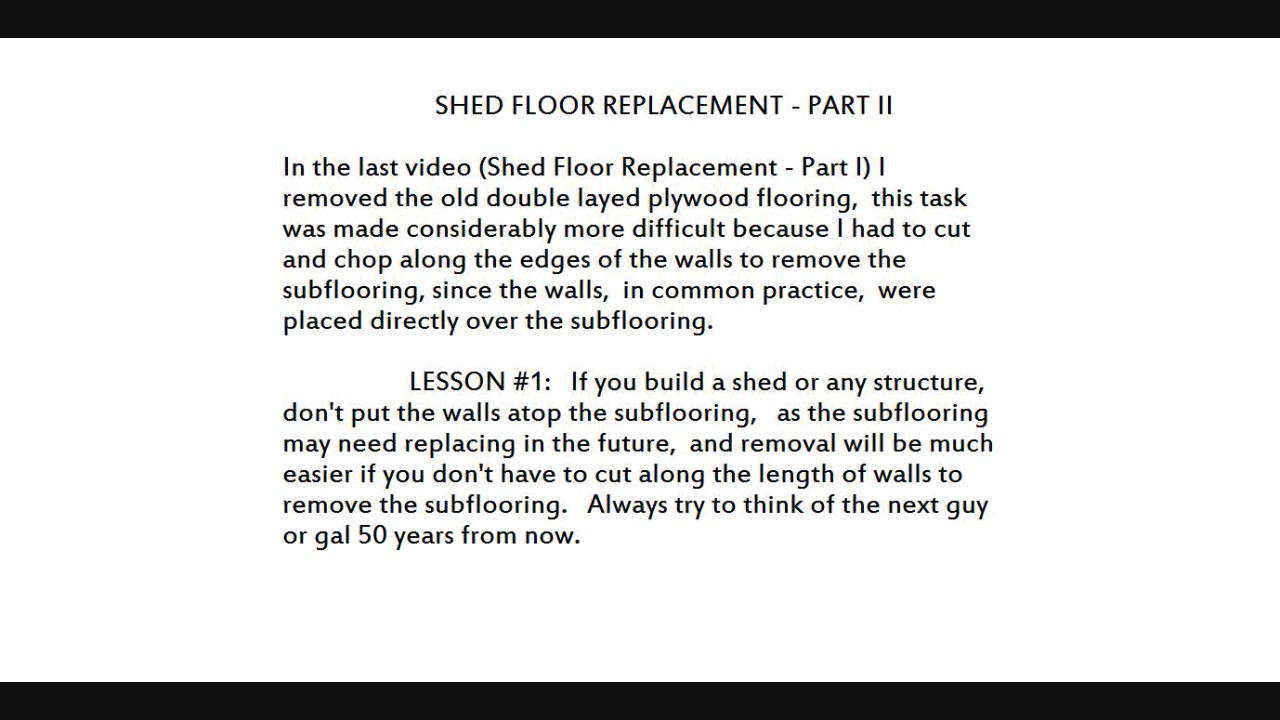 SHED FLOOR REPLACEMENT - PART II
In the last video (Shed Floor Replacement - Part I) I
removed the old double layed plywood flooring,  this task
was made considerably more difficult because I had to cut
and chop along the edges of the walls to remove the
subflooring, since the walls,  in common practice,  were
placed directly over the subflooring.
LESSON #1:   If you build a shed or any structure,
don't put the walls atop the subflooring,   as the subflooring
may need replacing in the future,  and removal will be much
easier if you don't have to cut along the length of walls to
remove the subflooring.   Always try to think of the next guy
or gal 50 years from now.